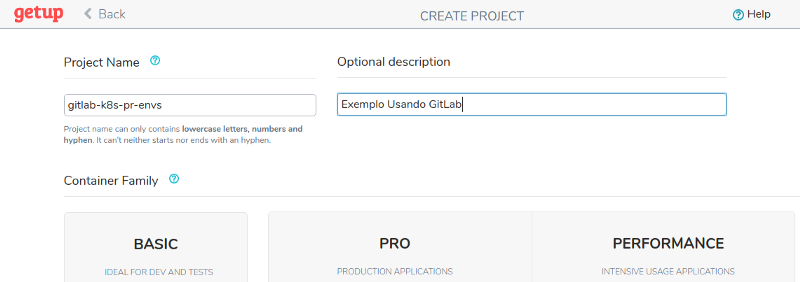 getup
Back
CREATE PROJECT
? Help
Project Name ?
Optional description
gitlab-k8s-pr-envs
Exemplo Usando GitLab
Project name can only contains lowercase letters, numbers and
hyphen. It can't neither starts nor ends with an hyphen.
Container Family ?
BASIC
PRO
PERFORMANCE
IDEAL FOR DEV AND TESTS
PRODUCTION APPLICATIONS
INTENSIVE USAGE APPLICATIONS